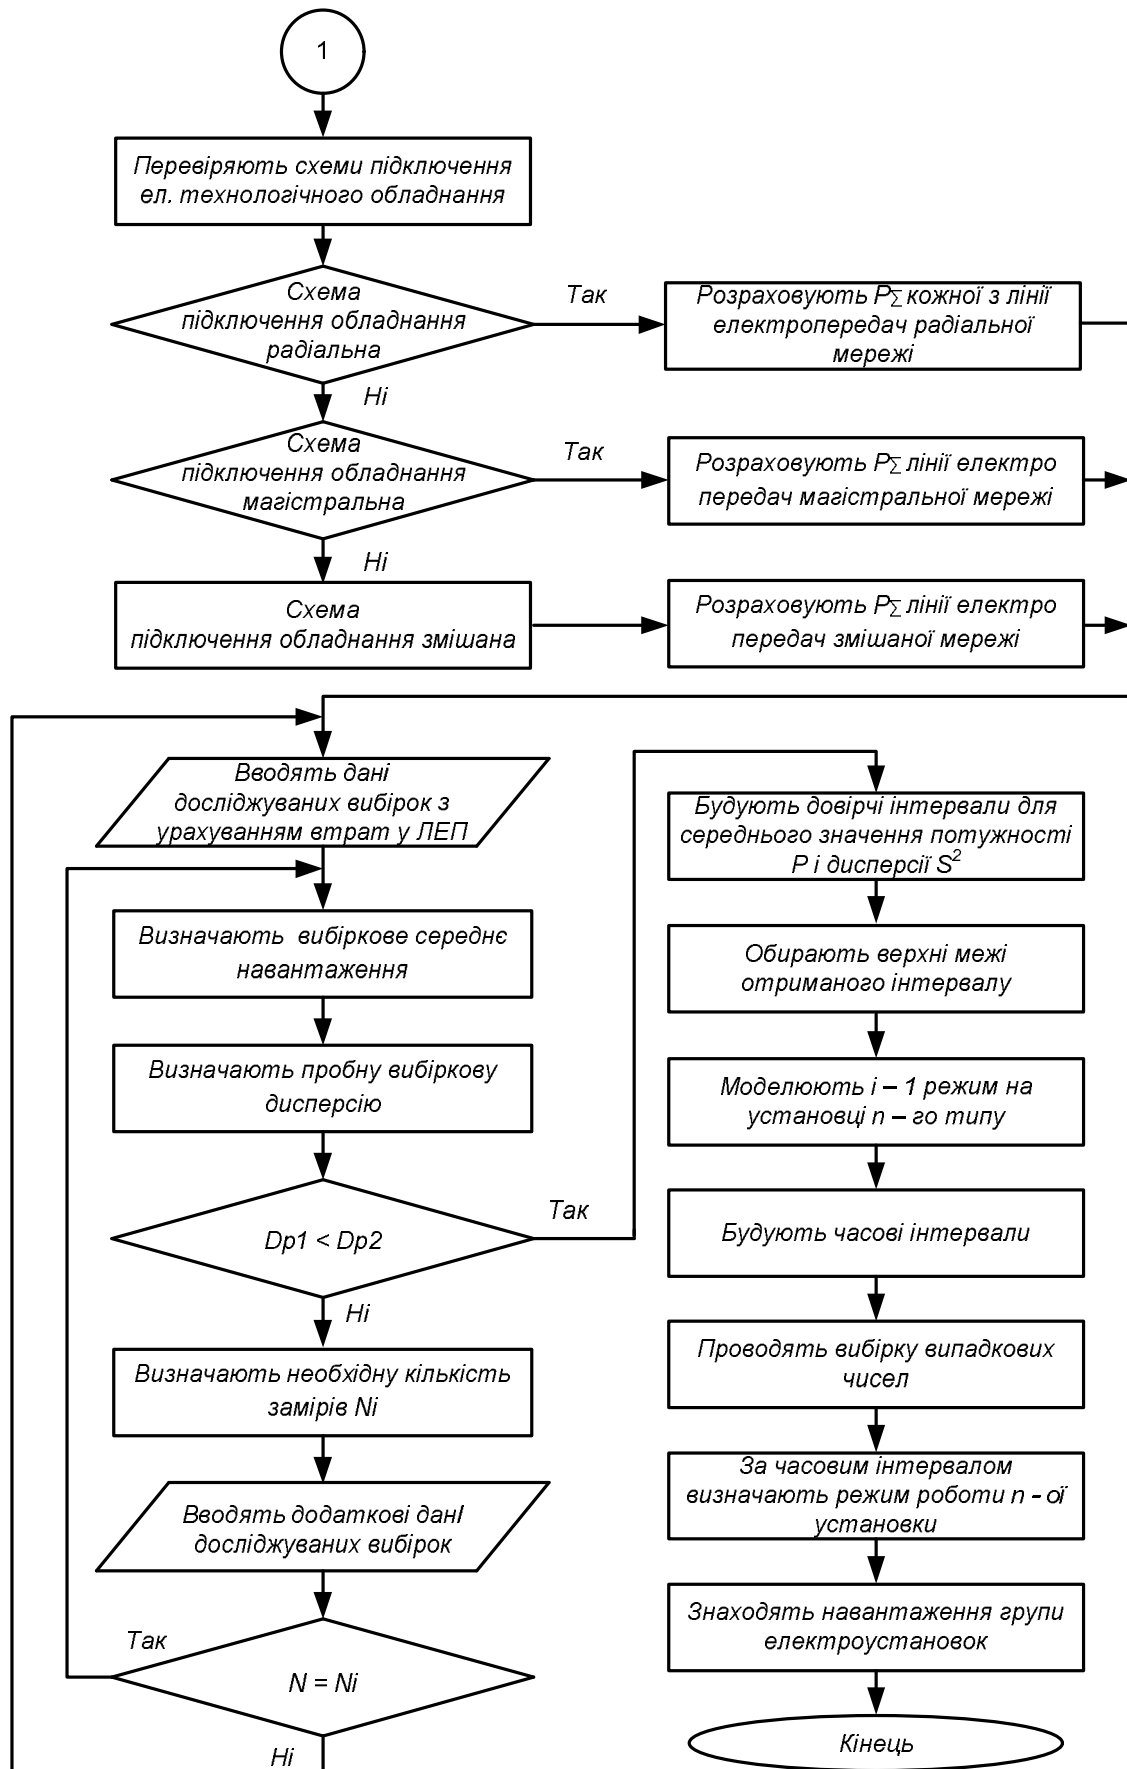 1
Перевіряють схеми підключення
ел. технологічного обладнання
Схема
підключення обладнання
радіальна
Так
Розраховують P∑ кожної з лінії
електропередач радіальної
мережі
Ні
Схема
підключення обладнання
магістральна
Так
Розраховують P∑ лінії електро
передач магістральної мережі
Ні
Схема
підключення обладнання змішана
Розраховують P∑ лінії електро
передач змішаної мережі
Вводять дані
досліджуваних вибірок з
урахуванням втрат у ЛЕП
Визначають вибіркове середнє
навантаження
Визначають пробну вибіркову
дисперсію
Dp1 < Dp2
Так
Ні
Визначають необхідну кількість
замірів Ni
Вводять додаткові дані
досліджуваних вибірок
Так
N = Ni
Ні
Будують довірчі інтервали для
середнього значення потужності
P і дисперсії S²
Обирають верхні межі
отриманого інтервалу
Моделюють i – 1 режим на
установці n – го типу
Будують часові інтервали
Проводять вибірку випадкових
чисел
За часовим інтервалом
визначають режим роботи n - ої
установки
Знаходять навантаження групи
електроустановок
Кінець